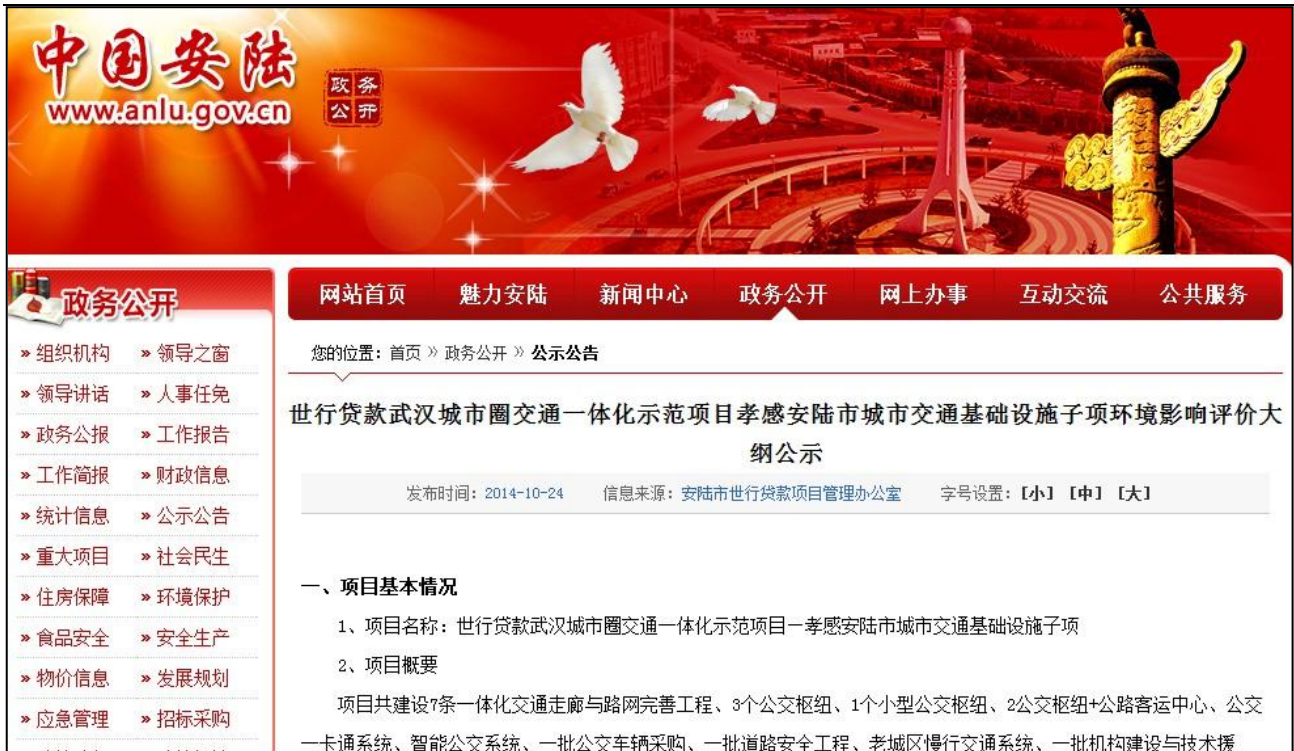 中国安陆
www.anlu.gov.cn
政务
公开
政务公开
网站首页 魅力安陆 新闻中心 政务公开 网上办事 互动交流 公共服务
» 组织机构 » 领导之窗
» 领导讲话 » 人事任免
» 政务公报 » 工作报告
» 工作简报 » 财政信息
» 统计信息 » 公示公告
» 重大项目 » 社会民生
» 住房保障 » 环境保护
» 食品安全 » 安全生产
» 物价信息 » 发展规划
» 应急管理 » 招标采购
您的位置：首页 » 政务公开 » 公示公告
世行贷款武汉城市圈交通一体化示范项目孝感安陆市城市交通基础设施子项环境影响评价大
纲公示
发布时间：2014-10-24 信息来源：安陆市世行贷款项目管理办公室 字号设置：【小】【中】【大】
一、项目基本情况
1、项目名称：世行贷款武汉城市圈交通一体化示范项目—孝感安陆市城市交通基础设施子项
2、项目概要
项目共建设7条一体化交通走廊与路网完善工程、3个公交枢纽、1个小型公交枢纽、2公交枢纽+公路客运中心、公交
一卡通系统、智能公交系统、一批公交车辆采购、一批道路安全工程、老城区慢行交通系统、一批机构建设与技术援